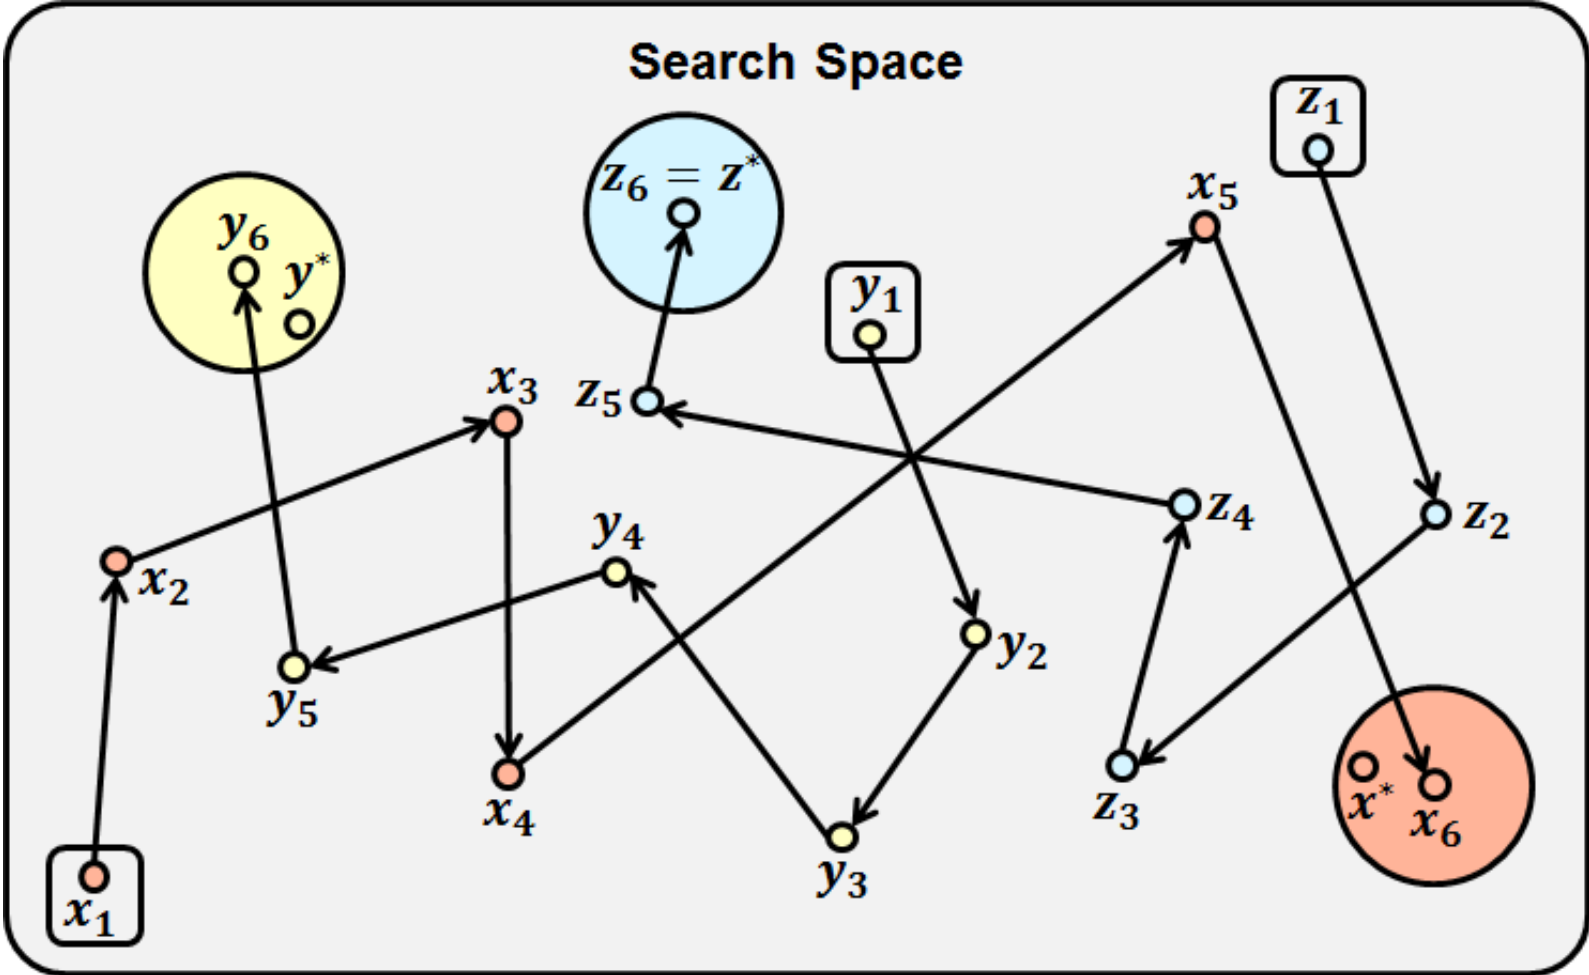 Search Space
z₁
z₆ = z*
x₅
y₆
y*
y₁
x₃
z₅
z₄
z₂
y₄
x₂
y₂
y₅
x₄
z₃
x*
x₆
y₃
x₁